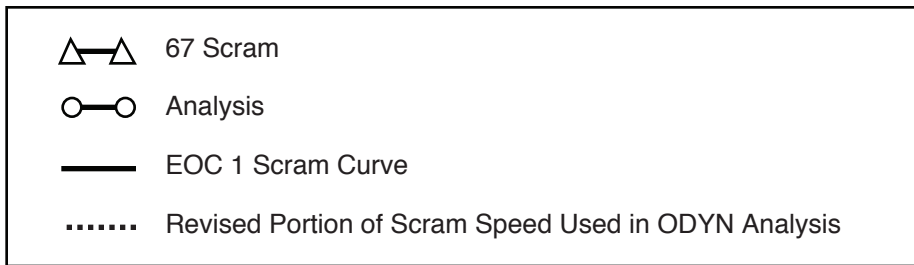 67 Scram
Analysis
EOC 1 Scram Curve
Revised Portion of Scram Speed Used in ODYN Analysis